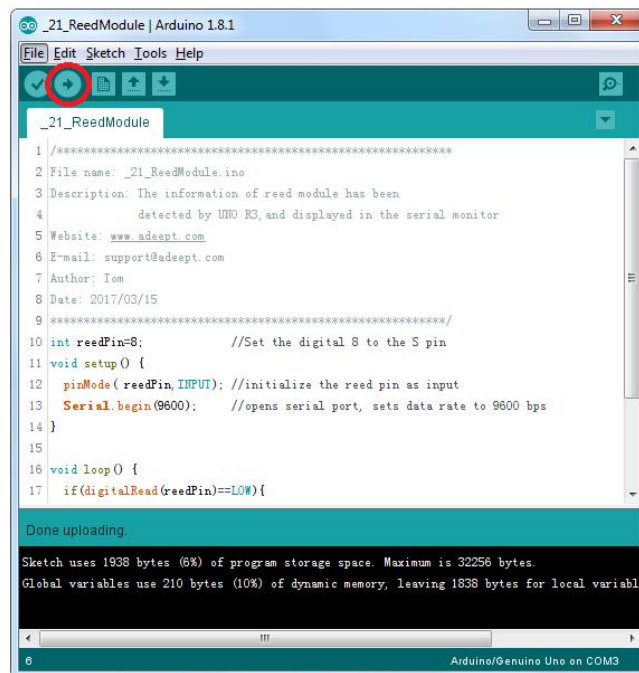 _21_ReedModule | Arduino 1.8.1
File Edit Sketch Tools Help
_21_ReedModule
1 /***********************************************************
2 File name: _21_ReedModule.ino
3 Description: The information of reed module has been
4 detected by UNO R3,and displayed in the serial monitor
5 Website: www.adeept.com
6 E-mail: support@adeept.com
7 Author: Tom
8 Date: 2017/03/15
9 ***********************************************************/
10 int reedPin=8; //Set the digital 8 to the S pin
11 void setup() {
12 pinMode( reedPin,INPUT); //initialize the reed pin as input
13 Serial.begin(9600); //opens serial port, sets data rate to 9600 bps
14 }
15
16 void loop() {
17 if(digitalRead(reedPin)==LOW){
Done uploading.
Sketch uses 1938 bytes (6%) of program storage space. Maximum is 32256 bytes.
Global variables use 210 bytes (10%) of dynamic memory, leaving 1838 bytes for local variabl
6 Arduino/Genuino Uno on COM3